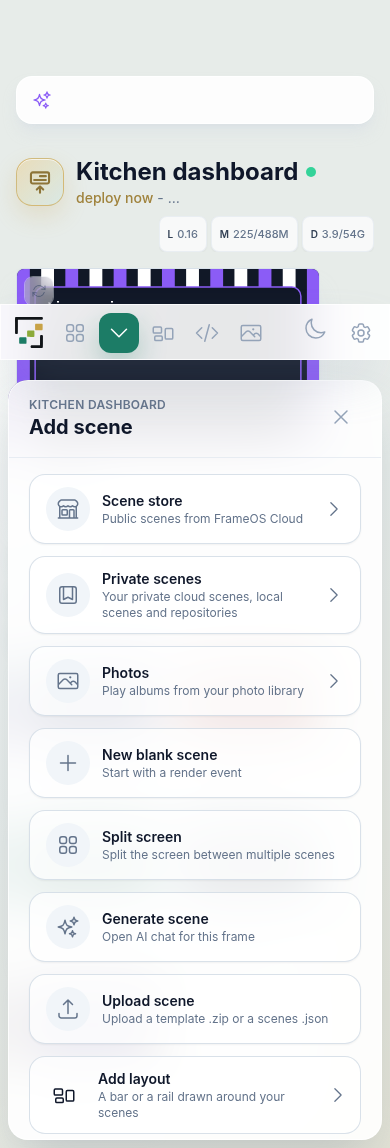 Kitchen dashboard
deploy now - ...
L 0.16 M 225/488M D 3.9/54G
KITCHEN DASHBOARD
Add scene
Scene store
Public scenes from FrameOS Cloud
Private scenes
Your private cloud scenes, local
scenes and repositories
Photos
Play albums from your photo library
New blank scene
Start with a render event
Split screen
Split the screen between multiple scenes
Generate scene
Open AI chat for this frame
Upload scene
Upload a template .zip or a scenes .json
Add layout
A bar or a rail drawn around your
scenes